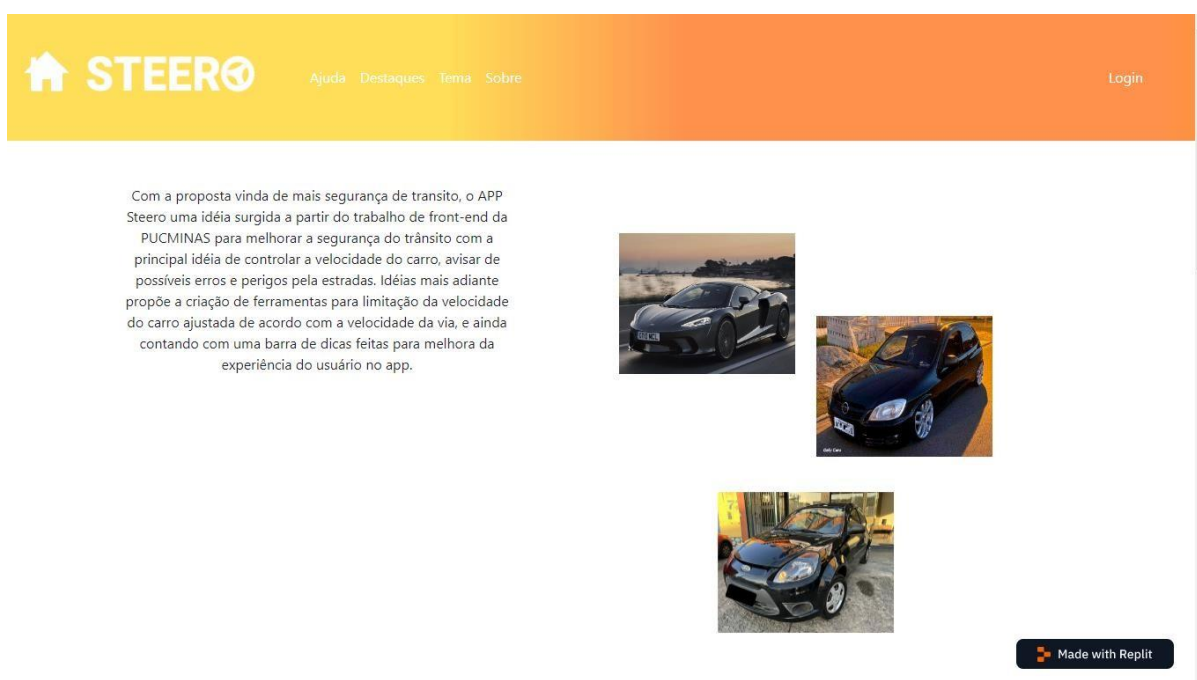 STEERO
Ajuda Destaques Tema Sobre
Login
Com a proposta vinda de mais segurança de transito, o APP
Steero uma idéia surgida a partir do trabalho de front-end da
PUCMINAS para melhorar a segurança do trânsito com a
principal idéia de controlar a velocidade do carro, avisar de
possíveis erros e perigos pela estradas. Idéias mais adiante
propõe a criação de ferramentas para limitação da velocidade
do carro ajustada de acordo com a velocidade da via, e ainda
contando com uma barra de dicas feitas para melhora da
experiência do usuário no app.
Made with Replit